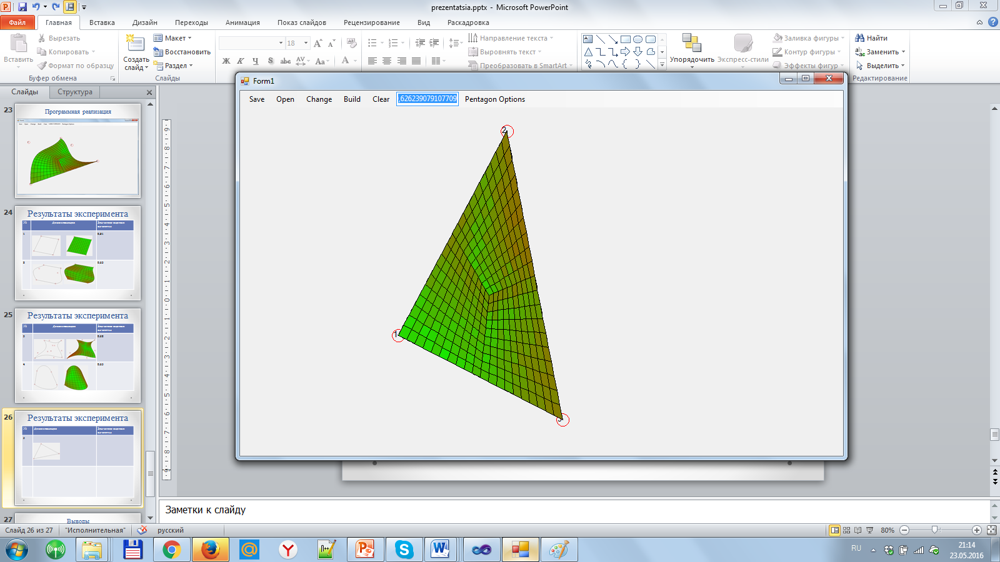 prezentatsia.pptx - Microsoft PowerPoint
Файл Главная Вставка Дизайн Переходы Анимация Показ слайдов Рецензирование Вид Раскадровка
Вставить
Вырезать
Копировать
Формат по образцу
Буфер обмена
Создать слайд
Макет
Восстановить
Раздел
Слайды
18
Ж К Ч S abc AV Aa A
Направление текста
Выровнять текст
Преобразовать в SmartArt
Упорядочить
Экспресс-стили
Заливка фигуры
Контур фигуры
Эффекты фигур
Найти
Заменить
Выделить
Редактирование
Слайды Структура
23
Программная реализация
24
Результаты эксперимента
25
Результаты эксперимента
26
Результаты эксперимента
27
Выводы
Form1
Save Open Change Build Clear ,626239079107709 Pentagon Options
2
1
3
Заметки к слайду
Слайд 26 из 27 "Исполнительная" русский
80%
RU
21:14
23.05.2016